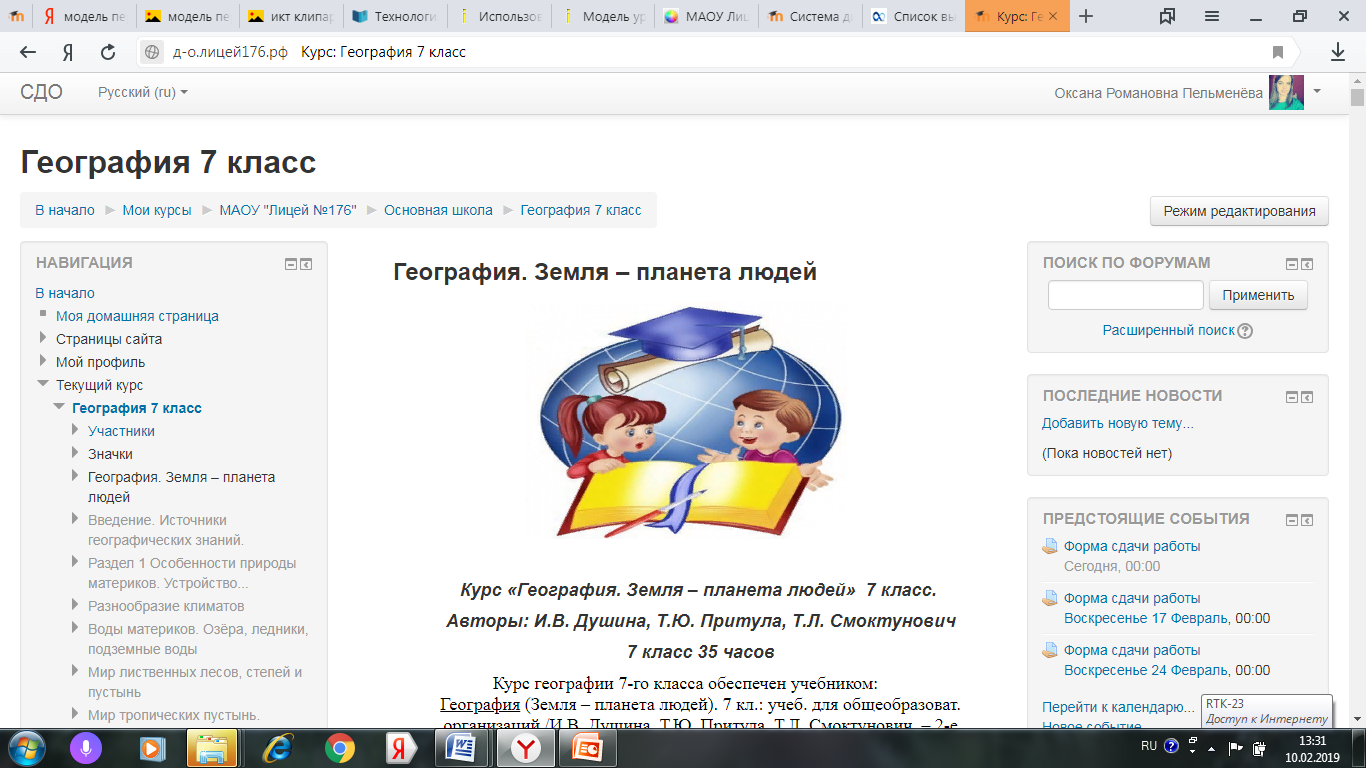 модель пе
модель пе
икт клипар
Технологи
Использов
Модель ур
МАОУ Лиц
Система д
Список вы
Курс: Ге
д-о.лицей176.рф Курс: География 7 класс
СДО Русский (ru)
Оксана Романовна Пельменёва
География 7 класс
В начало Мои курсы МАОУ "Лицей №176" Основная школа География 7 класс
Режим редактирования
НАВИГАЦИЯ
В начало
Моя домашняя страница
Страницы сайта
Мой профиль
Текущий курс
География 7 класс
Участники
Значки
География. Земля – планета
людей
Введение. Источники
географических знаний.
Раздел 1 Особенности природы
материков. Устройство...
Разнообразие климатов
Воды материков. Озёра, ледники,
подземные воды
Мир лиственных лесов, степей и
пустынь
Мир тропических пустынь.
География. Земля – планета людей
Курс «География. Земля – планета людей» 7 класс.
Авторы: И.В. Душина, Т.Ю. Притула, Т.Л. Смоктунович
7 класс 35 часов
Курс географии 7-го класса обеспечен учебником:
География (Земля – планета людей). 7 кл.: учеб. для общеобразоват.
организаций /И.В. Душина, Т.Ю. Притула, Т.Л. Смоктунович. – 2-е
ПОИСК ПО ФОРУМАМ
Применить
Расширенный поиск
ПОСЛЕДНИЕ НОВОСТИ
Добавить новую тему...
(Пока новостей нет)
ПРЕДСТОЯЩИЕ СОБЫТИЯ
Форма сдачи работы
Сегодня, 00:00
Форма сдачи работы
Воскресенье 17 Февраль, 00:00
Форма сдачи работы
Воскресенье 24 Февраль, 00:00
Перейти к календарю...
Новое событие
RTK-23
Доступ к Интернету
RU
13:31
10.02.2019